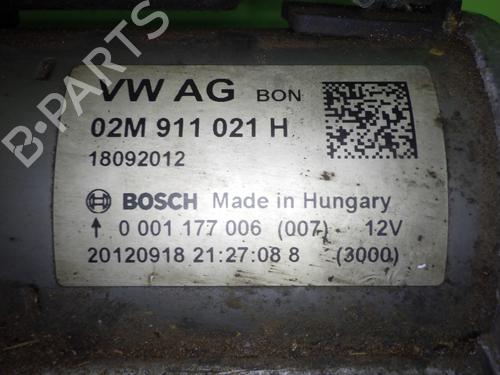 VW AG BON
02M 911 021 H
18092012
BOSCH Made in Hungary
↑ 0 001 177 006 (007) 12V
20120918 21:27:08 8 (3000)
B-PARTS